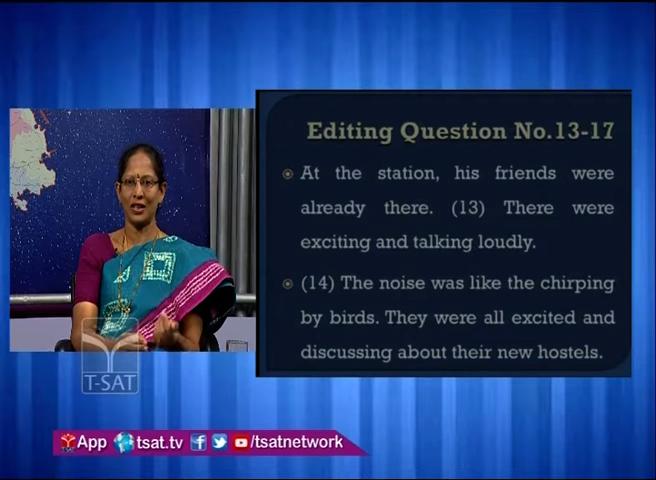 Editing Question No.13-17
At the station, his friends were
already there. (13) There were
exciting and talking loudly.
(14) The noise was like the chirping
by birds. They were all excited and
discussing about their new hostels.
T-SAT
App tsat.tv /tsatnetwork